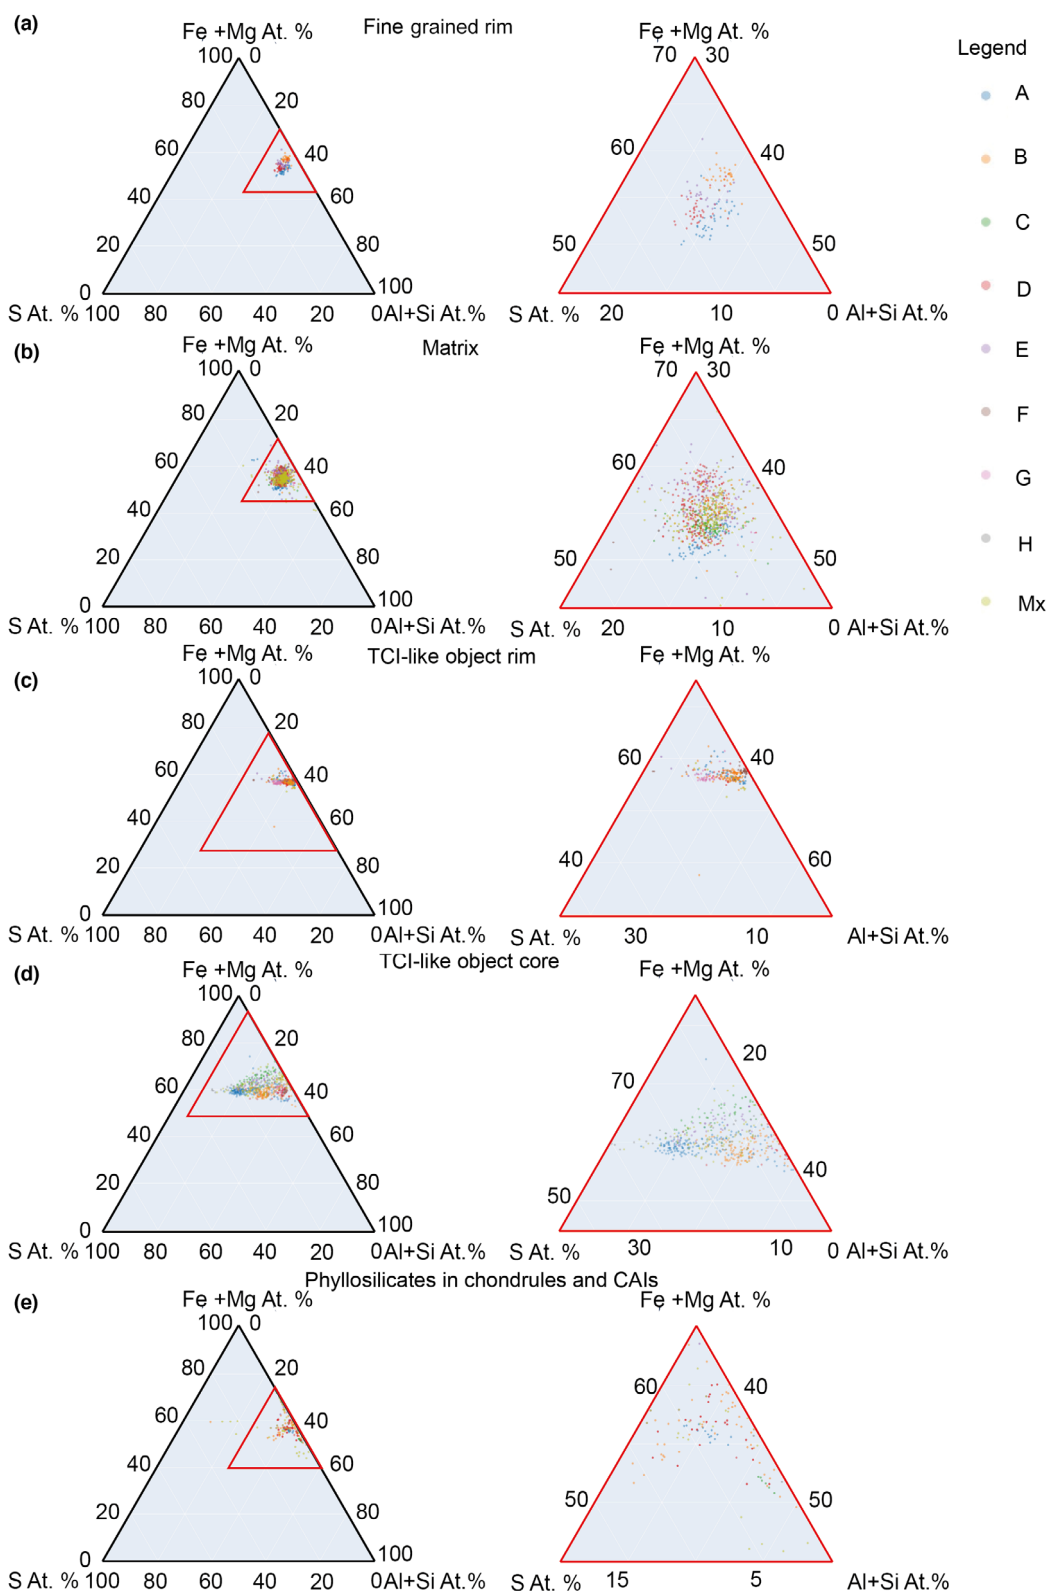 (a) Fe +Mg At. % Fine grained rim Fe +Mg At. %
100 0 70 30
Legend
80 20
60 40 60 40
40 60
20 80 50 50
0 100
S At. % 100 80 60 40 20 0 Al+Si At.% S At. % 20 10 0 Al+Si At.%
A
B
C
D
E
F
G
H
Mx
(b) Fe +Mg At. % Matrix Fe +Mg At. %
100 0 70 30
80 20
60 40 60 40
40 60
20 80 50 50
0 100
S At. % 100 80 60 40 20 0 Al+Si At.% S At. % 20 10 0 Al+Si At.%
(c) Fe +Mg At. % TCI-like object rim Fe +Mg At. %
100 0
80 20
60 40 60 40
40 60
20 80 40 60
0 100
S At. % 100 80 60 40 20 0 Al+Si At.% S At. % 30 10 Al+Si At.%
(d) Fe +Mg At. % TCI-like object core Fe +Mg At. %
100 0
80 20 20
60 40 70
40 60 40
20 80 50
0 100
S At. % 100 80 60 40 20 0 Al+Si At.% S At. % 30 10 0 Al+Si At.%
Phyllosilicates in chondrules and CAIs
(e) Fe +Mg At. % Fe +Mg At. %
100 0
80 20 60 40
60 40
40 60
20 80 50 50
0 100
S At. % 100 80 60 40 20 0 Al+Si At.% S At. % 15 5 Al+Si At.%